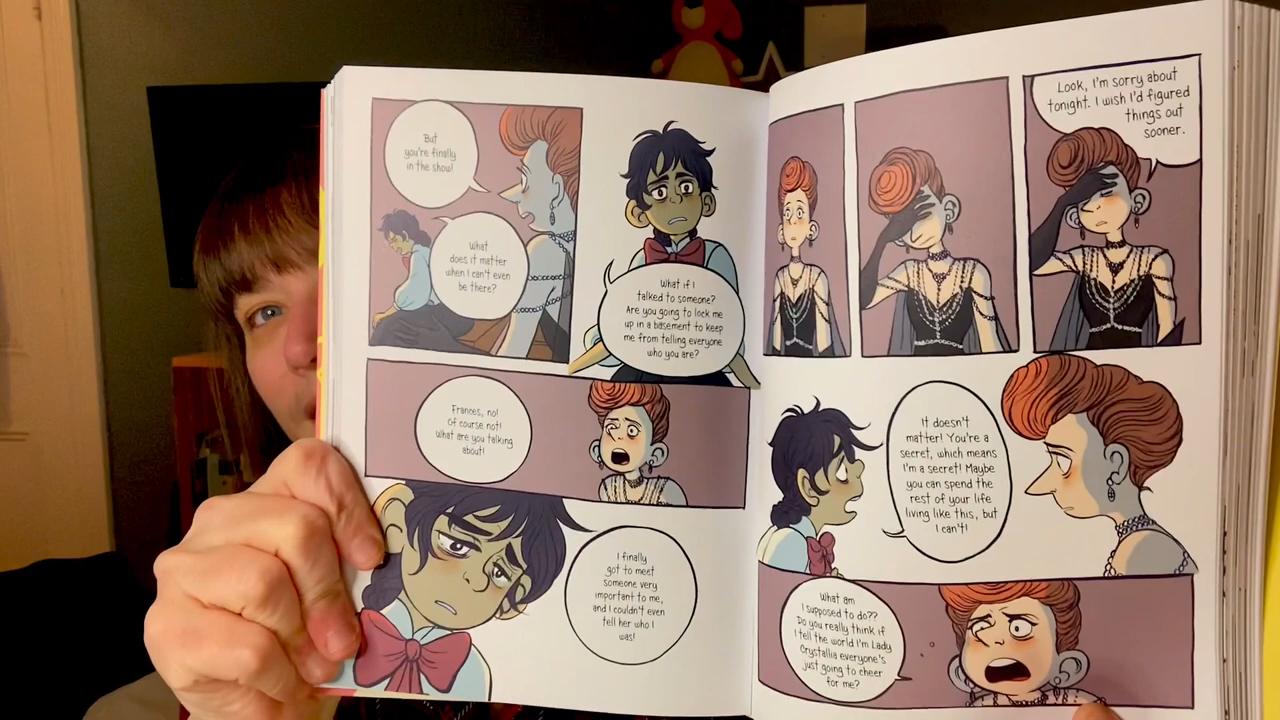 But
you're finally
in the show!
What
does it matter
when I can't even
be there?
What if I
talked to someone?
Are you going to lock me
up in a basement to keep
me from telling everyone
who you are?
Frances, no!
Of course not!
What are you talking
about!
I finally
got to meet
someone very
important to me,
and I couldn't even
tell her who I
was!
Look, I'm sorry about
tonight. I wish I'd figured
things out
sooner.
It doesn't
matter! You're a
secret, which means
I'm a secret! Maybe
you can spend the
rest of your life
living like this, but
I can't!
What am
I supposed to do??
Do you really think if
I tell the world I'm Lady
Crystallia everyone's
just going to cheer
for me?